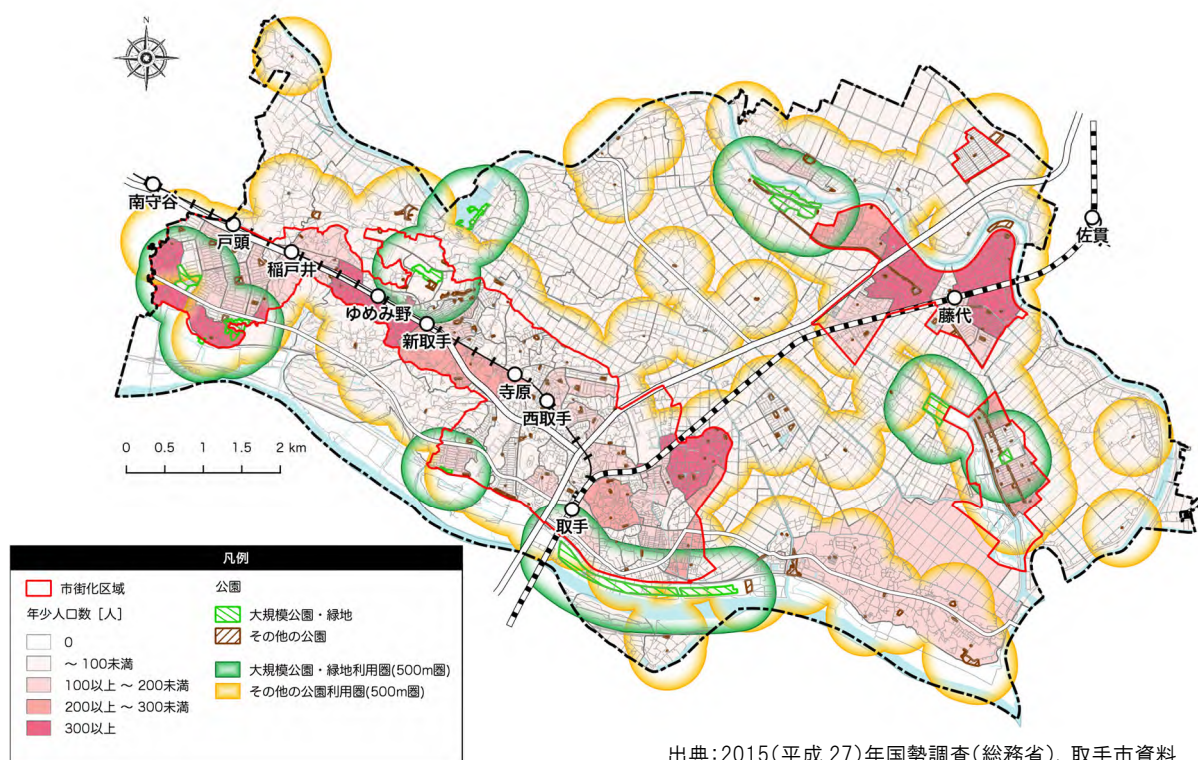 N
南守谷
戸頭
稲戸井
ゆめみ野
新取手
寺原
西取手
取手
藤代
佐貫
0 0.5 1 1.5 2 km
凡例
市街化区域
年少人口数 [人]
0
～ 100未満
100以上 ～ 200未満
200以上 ～ 300未満
300以上
公園
大規模公園・緑地
その他の公園
大規模公園・緑地利用圏(500m圏)
その他の公園利用圏(500m圏)
出典:2015(平成 27)年国勢調査(総務省)、取手市資料